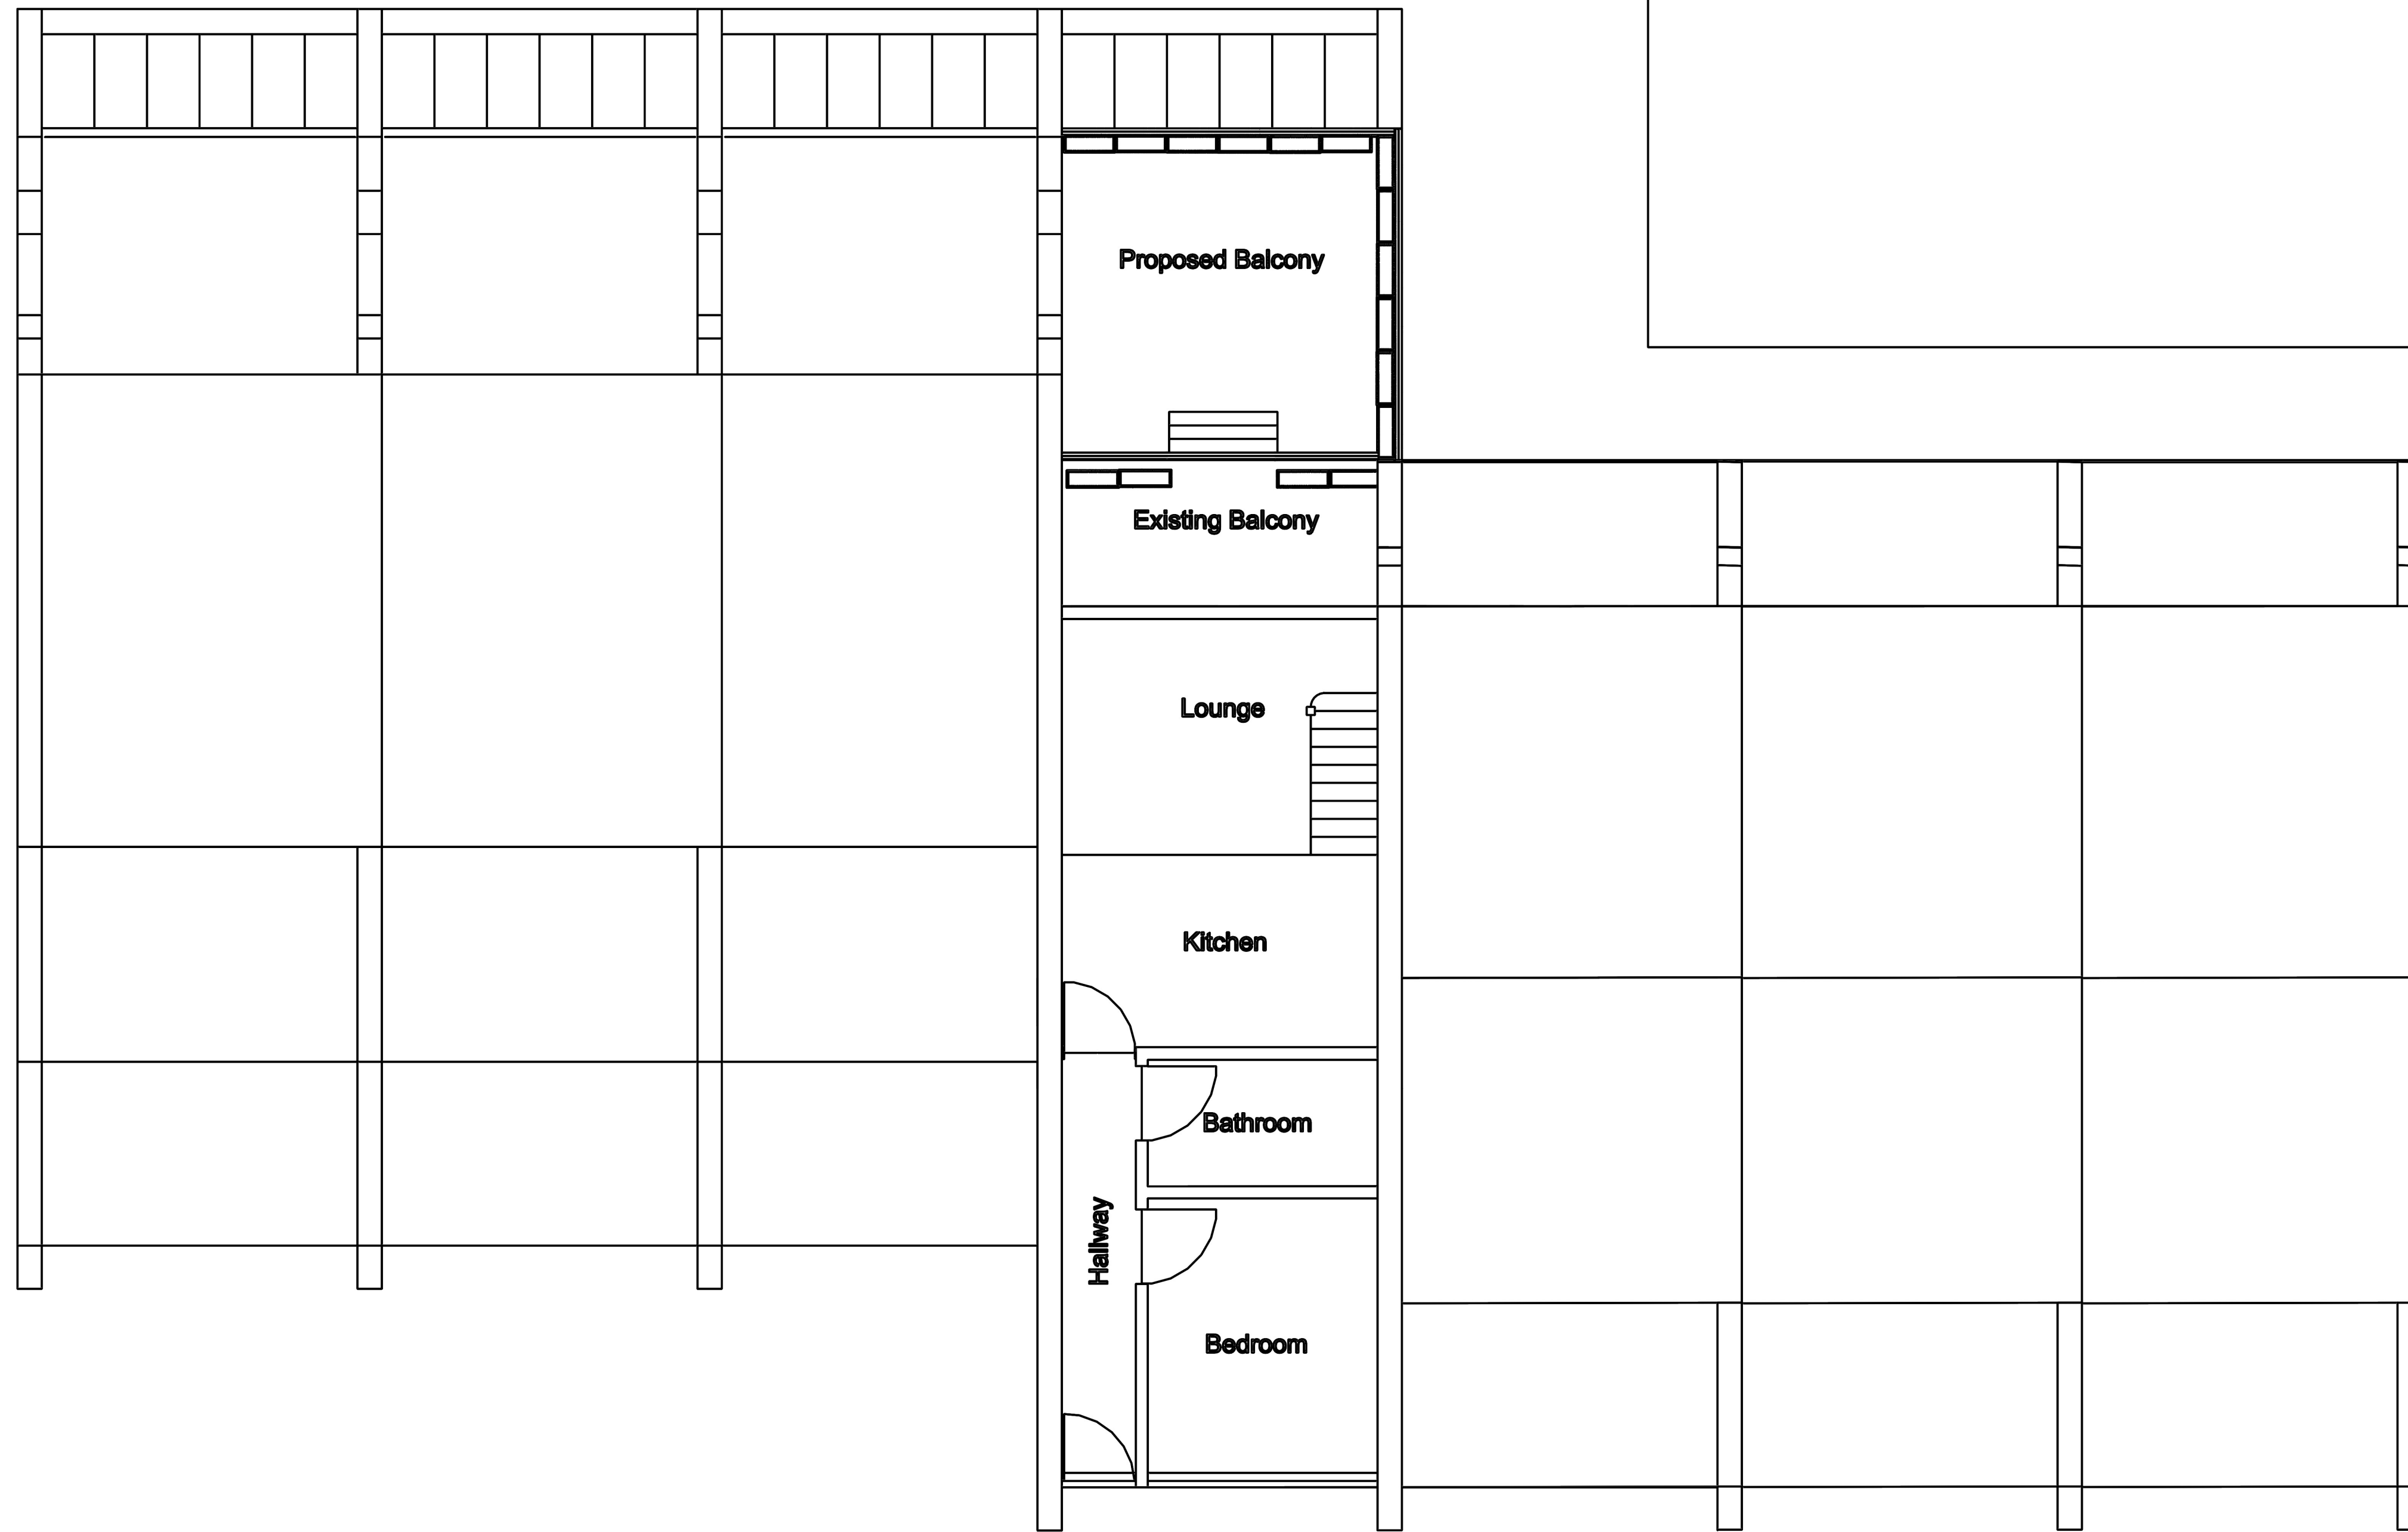 Proposed Balcony
Existing Balcony
Lounge
Kitchen
Bathroom
Hallway
Bedroom